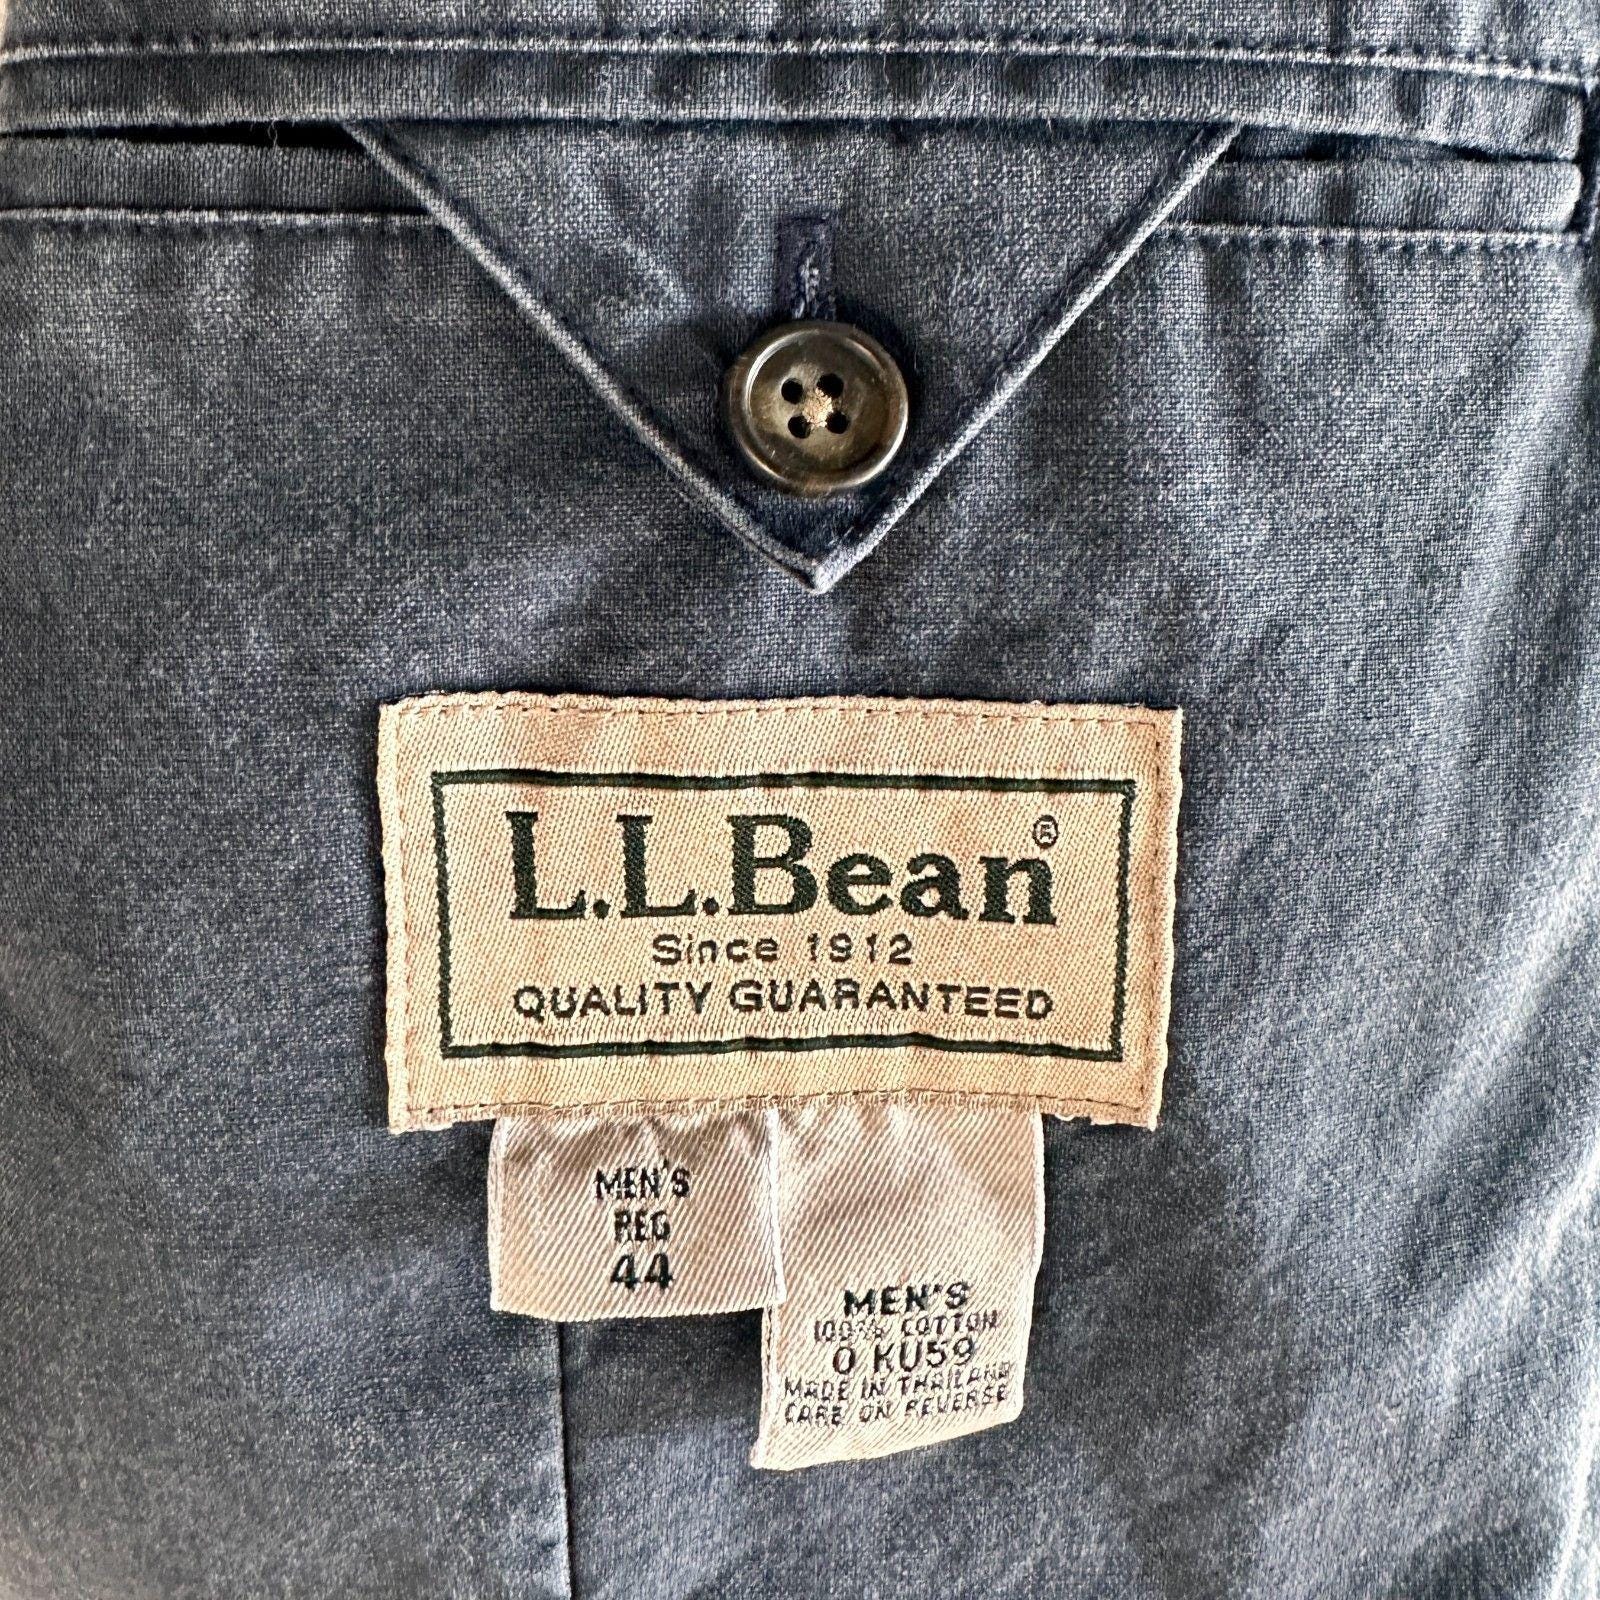 L.L.Bean®
Since 1912
QUALITY GUARANTEED
MEN'S
REG
44
MEN'S
100% COTTON
0 KU59
MADE IN THAILAND
CARE ON REVERSE